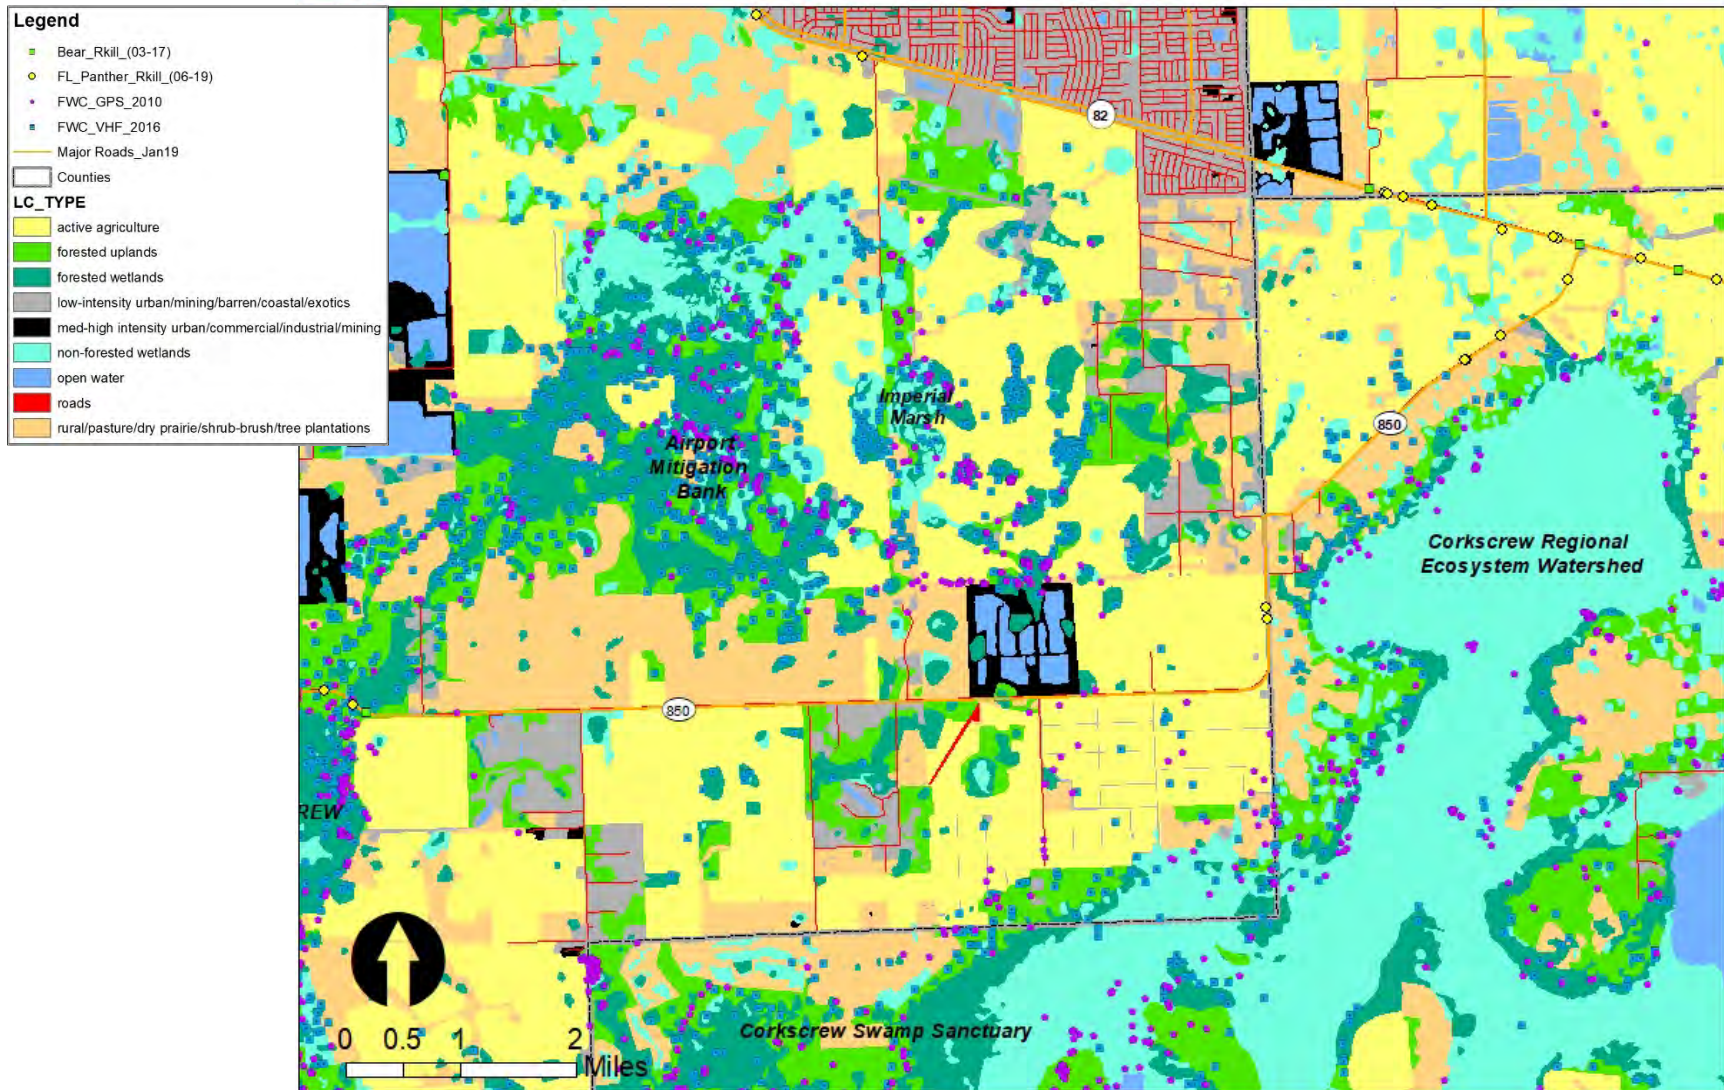 Legend
Bear_Rkill_(03-17)
FL_Panther_Rkill_(06-19)
FWC_GPS_2010
FWC_VHF_2016
Major Roads_Jan19
Counties
LC_TYPE
active agriculture
forested uplands
forested wetlands
low-intensity urban/mining/barren/coastal/exotics
med-high intensity urban/commercial/industrial/mining
non-forested wetlands
open water
roads
rural/pasture/dry prairie/shrub-brush/tree plantations
82
Imperial
Marsh
850
Airport
Mitigation
Bank
Corkscrew Regional
Ecosystem Watershed
850
REW
Corkscrew Swamp Sanctuary
0 0.5 1 2
Miles